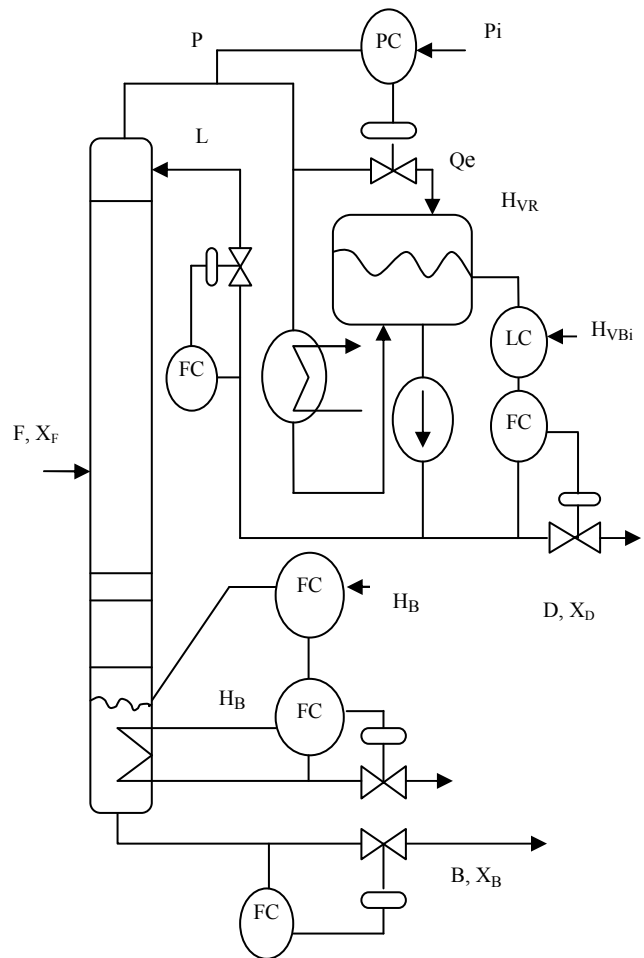 P
PC
Pi
L
Qe
H_VR
FC
LC
H_VBi
FC
F, X_F
FC
H_B
D, X_D
H_B
FC
B, X_B
FC